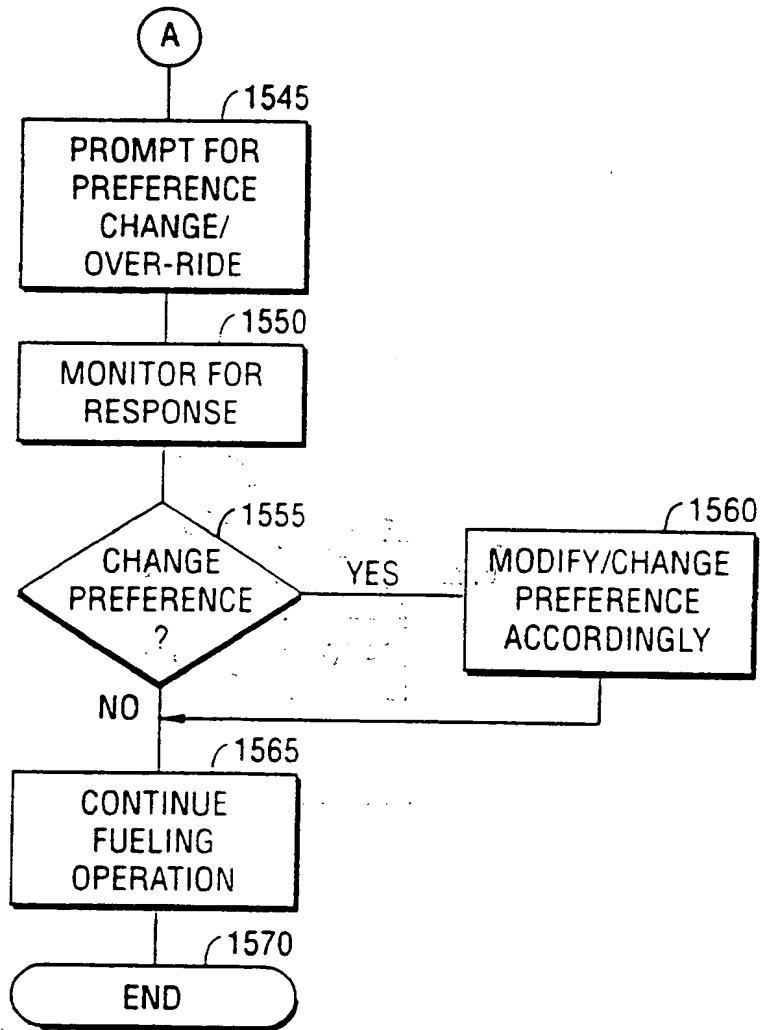 A
1545
PROMPT FOR
PREFERENCE
CHANGE/
OVER-RIDE
1550
MONITOR FOR
RESPONSE
1555
CHANGE
PREFERENCE
?
YES
1560
MODIFY/CHANGE
PREFERENCE
ACCORDINGLY
NO
1565
CONTINUE
FUELING
OPERATION
1570
END